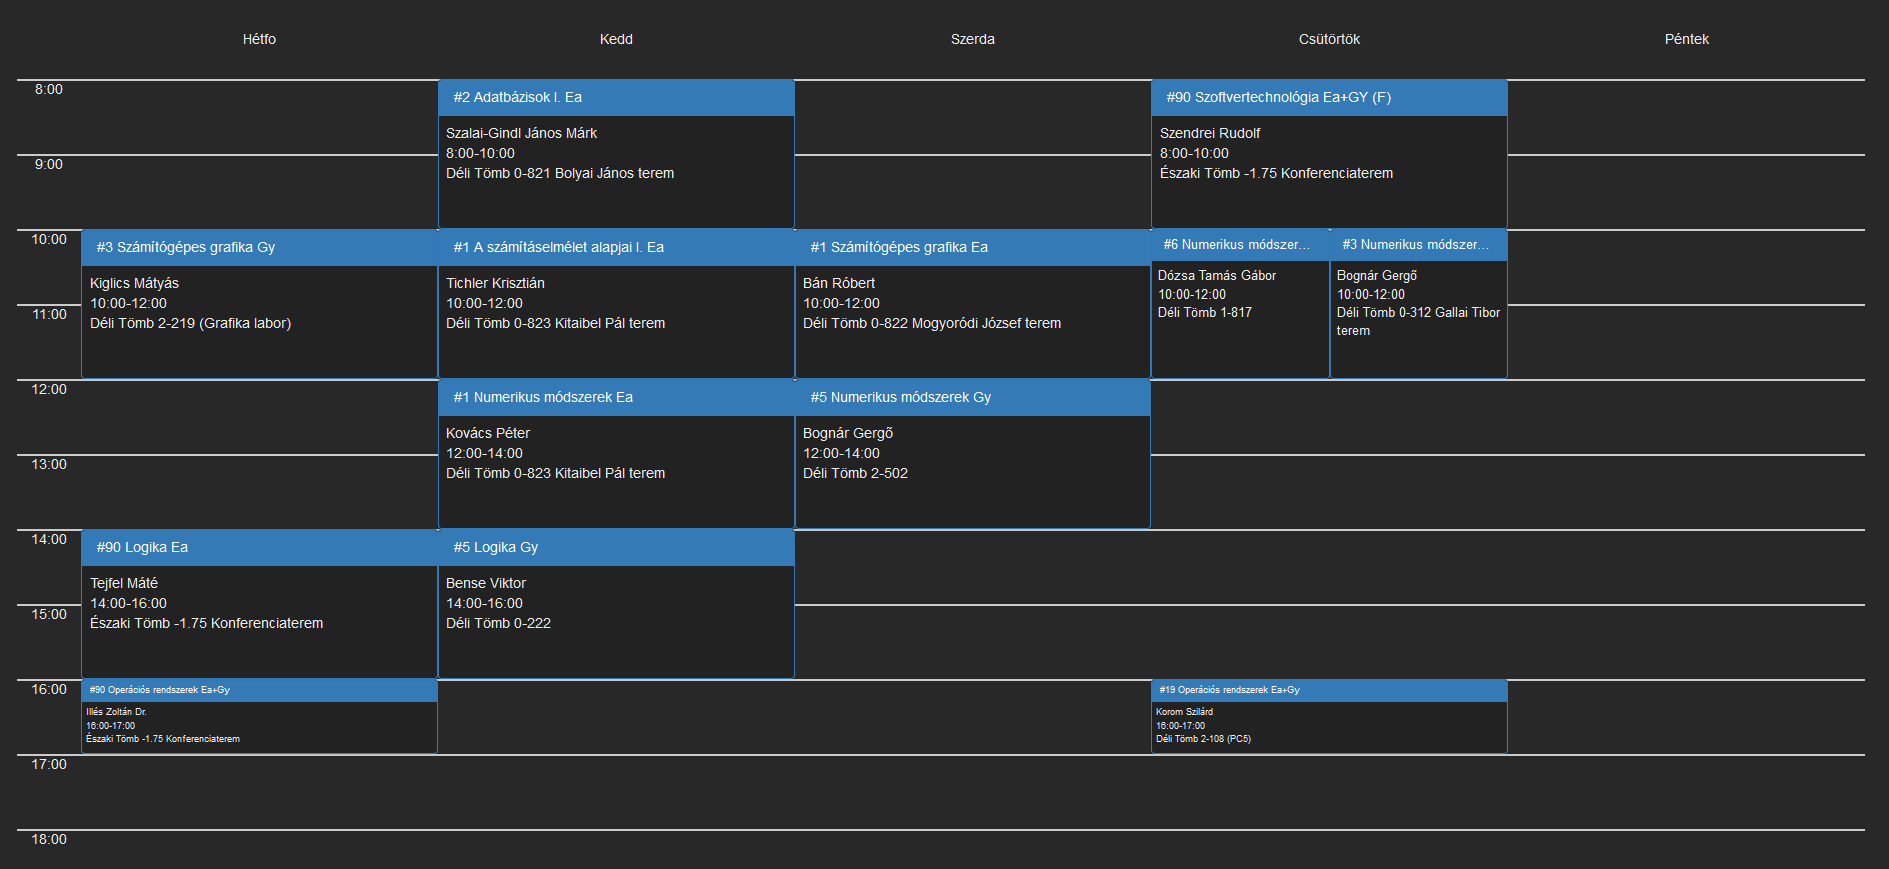 Hétfo
Kedd
Szerda
Csütörtök
Péntek
8:00
#2 Adatbázisok I. Ea
Szalai-Gindl János Márk
8:00-10:00
Déli Tömb 0-821 Bolyai János terem
#90 Szoftvertechnológia Ea+GY (F)
Szendrei Rudolf
8:00-10:00
Északi Tömb -1.75 Konferenciaterem
9:00
10:00
#3 Számítógépes grafika Gy
Kiglics Mátyás
10:00-12:00
Déli Tömb 2-219 (Grafika labor)
#1 A számításelmélet alapjai I. Ea
Tichler Krisztián
10:00-12:00
Déli Tömb 0-823 Kitaibel Pál terem
#1 Számítógépes grafika Ea
Bán Róbert
10:00-12:00
Déli Tömb 0-822 Mogyoródi József terem
#6 Numerikus módszer...
Dózsa Tamás Gábor
10:00-12:00
Déli Tömb 1-817
#3 Numerikus módszer...
Bognár Gergő
10:00-12:00
Déli Tömb 0-312 Gallai Tibor
terem
11:00
12:00
#1 Numerikus módszerek Ea
Kovács Péter
12:00-14:00
Déli Tömb 0-823 Kitaibel Pál terem
#5 Numerikus módszerek Gy
Bognár Gergő
12:00-14:00
Déli Tömb 2-502
13:00
14:00
#90 Logika Ea
Tejfel Máté
14:00-16:00
Északi Tömb -1.75 Konferenciaterem
#5 Logika Gy
Bense Viktor
14:00-16:00
Déli Tömb 0-222
15:00
16:00
#90 Operációs rendszerek Ea+Gy
Illés Zoltán Dr.
16:00-17:00
Északi Tömb -1.75 Konferenciaterem
#19 Operációs rendszerek Ea+Gy
Korom Szilárd
16:00-17:00
Déli Tömb 2-108 (PC5)
17:00
18:00